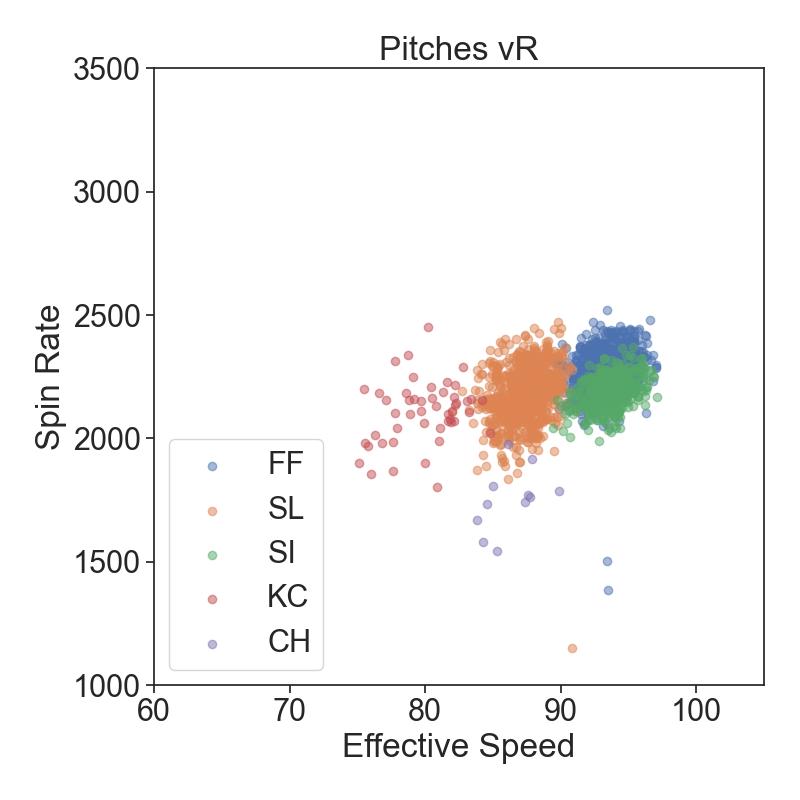 Pitches vR
3500
3000
2500
2000
1500
1000
Spin Rate
FF
SL
SI
KC
CH
60 70 80 90 100
Effective Speed